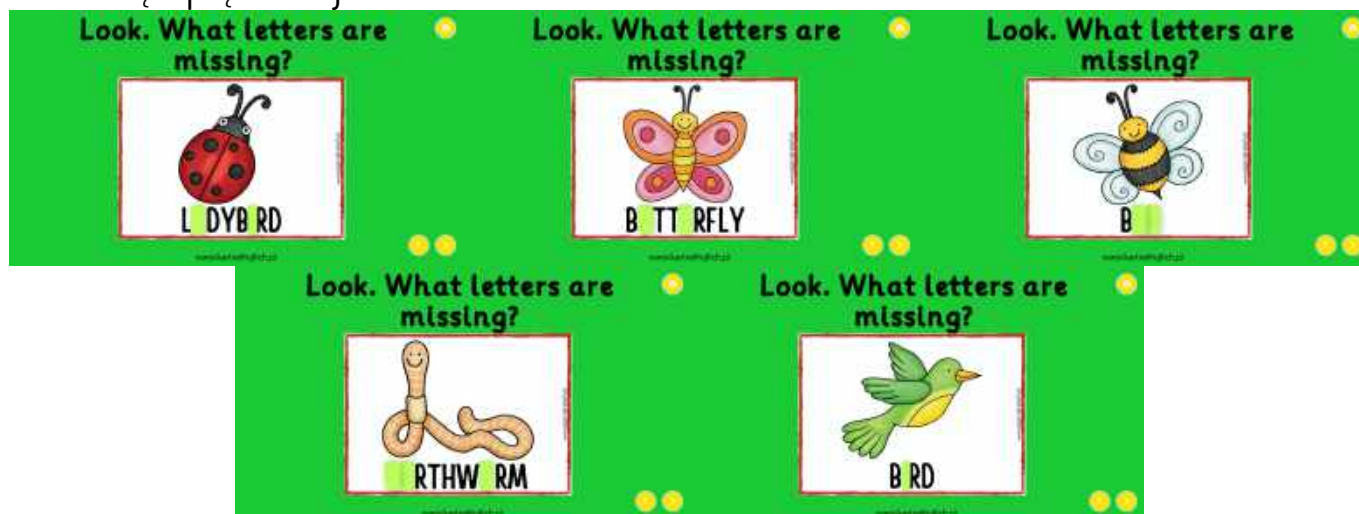 Look. What letters are
missing?
L DYB RD
Look. What letters are
missing?
B TT RFLY
Look. What letters are
missing?
B
Look. What letters are
missing?
RTHW RM
Look. What letters are
missing?
B RD